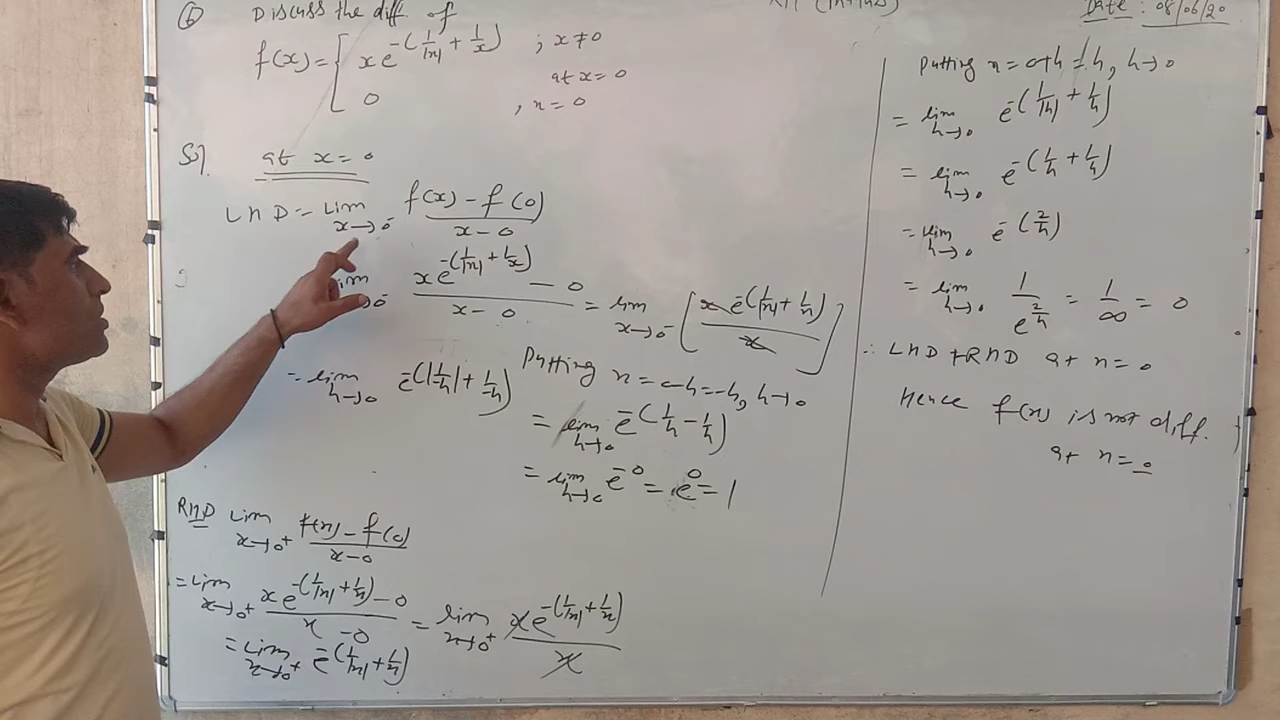 ⑥ Discuss the diff. of
f(x) = { x e^-(1/|x| + 1/x) ; x ≠ 0
at x = 0
0 , x = 0
Date : 08/06/20
Sol. at x = 0
LHD = lim x→0⁻ f(x) - f(0) / x - 0
lim x→0⁻ x e^-(1/|x| + 1/x) - 0 / x - 0 = lim x→0⁻ [ x e^-(1/|x| + 1/x) / x ]
Putting x = 0-h = -h, h→0
= lim h→0 e^-(1/|-h| + 1/-h)
= lim h→0 e^-(1/h - 1/h)
= lim h→0 e^-0 = e^0 = 1
RHD lim x→0⁺ f(x) - f(0) / x - 0
= lim x→0⁺ x e^-(1/|x| + 1/x) - 0 / x - 0 = lim x→0⁺ x e^-(1/|x| + 1/x) / x
= lim x→0⁺ e^-(1/|x| + 1/x)
Putting x = 0+h = h, h→0
= lim h→0 e^-(1/|h| + 1/h)
= lim h→0 e^-(1/h + 1/h)
= lim h→0 e^-(2/h)
= lim h→0 1/e^(2/h) = 1/∞ = 0
∴ LHD ≠ RHD at x = 0
Hence f(x) is not diff.
at x = 0